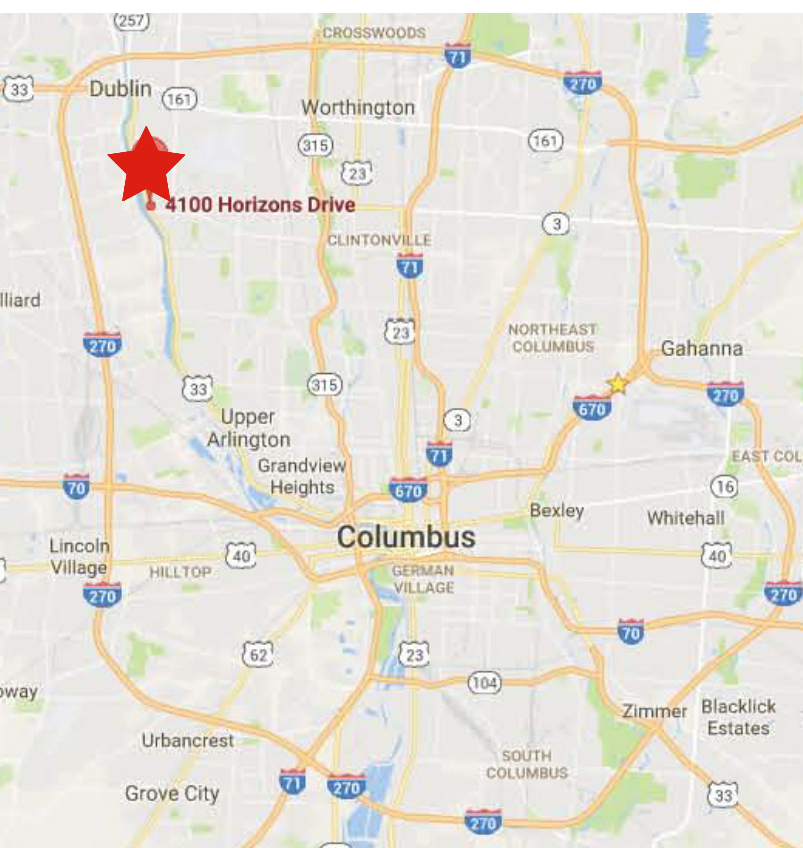 257
CROSSWOODS
71
33
Dublin
270
161
Worthington
315
161
23
4100 Horizons Drive
3
CLINTONVILLE
71
lliard
23
NORTHEAST
COLUMBUS
270
Gahanna
33
315
270
670
Upper
Arlington
3
71
EAST COL
Grandview
Heights
70
670
16
Bexley
Whitehall
Columbus
Lincoln
Village
40
40
HILLTOP
GERMAN
VILLAGE
270
270
70
62
23
104
oway
Zimmer
Blacklick
Estates
Urbancrest
SOUTH
COLUMBUS
71
270
Grove City
33
270